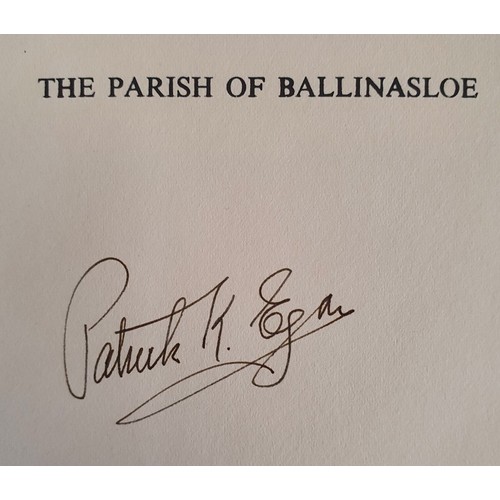 THE PARISH OF BALLINASLOE
Patrick K. Egan